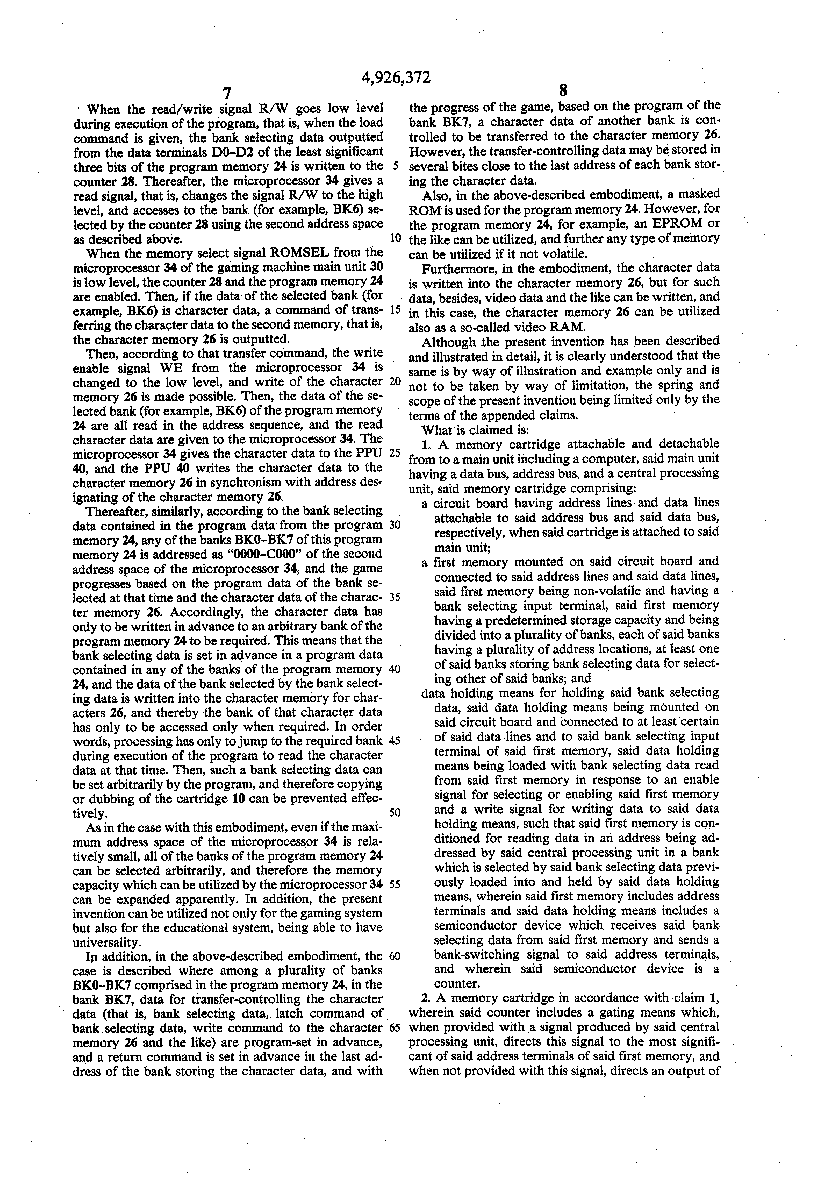 4,926,372
7
When the read/write signal R/W goes low level
during execution of the program, that is, when the load
command is given, the bank selecting data outputted
from the data terminals D0-D2 of the least significant
three bits of the program memory 24 is written to the
5
counter 28. Thereafter, the microprocessor 34 gives a
read signal, that is, changes the signal R/W to the high
level, and accesses to the bank (for example, BK6) se-
lected by the counter 28 using the second address space
as described above.
10
When the memory select signal ROMSEL from the
microprocessor 34 of the gaming machine main unit 30
is low level, the counter 28 and the program memory 24
are enabled. Then, if the data of the selected bank (for
example, BK6) is character data, a command of trans-
15
ferring the character data to the second memory, that is,
the character memory 26 is outputted.
Then, according to that transfer command, the write
enable signal WE from the microprocessor 34 is
changed to the low level, and write of the character
20
memory 26 is made possible. Then, the data of the se-
lected bank (for example, BK6) of the program memory
24 are all read in the address sequence, and the read
character data are given to the microprocessor 34. The
microprocessor 34 gives the character data to the PPU
25
40, and the PPU 40 writes the character data to the
character memory 26 in synchronism with address des-
ignating of the character memory 26.
Thereafter, similarly, according to the bank selecting
data contained in the program data from the program
30
memory 24, any of the banks BK0-BK7 of this program
memory 24 is addressed as "0000-C000" of the second
address space of the microprocessor 34, and the game
progresses based on the program data of the bank se-
lected at that time and the character data of the charac-
35
ter memory 26. Accordingly, the character data has
only to be written in advance to an arbitrary bank of the
program memory 24 to be required. This means that the
bank selecting data is set in advance in a program data
contained in any of the banks of the program memory
40
24, and the data of the bank selected by the bank select-
ing data is written into the character memory for char-
acters 26, and thereby the bank of that character data
has only to be accessed only when required. In order
words, processing has only to jump to the required bank
45
during execution of the program to read the character
data at that time. Then, such a bank selecting data can
be set arbitrarily by the program, and therefore copying
or dubbing of the cartridge 10 can be prevented effec-
tively.
50
As in the case with this embodiment, even if the maxi-
mum address space of the microprocessor 34 is rela-
tively small, all of the banks of the program memory 24
can be selected arbitrarily, and therefore the memory
capacity which can be utilized by the microprocessor 34
55
can be expanded apparently. In addition, the present
invention can be utilized not only for the gaming system
but also for the educational system, being able to have
universality.
In addition, in the above-described embodiment, the
60
case is described where among a plurality of banks
BK0-BK7 comprised in the program memory 24, in the
bank BK7, data for transfer-controlling the character
data (that is, bank selecting data, latch command of
bank selecting data, write command to the character
65
memory 26 and the like) are program-set in advance,
and a return command is set in advance in the last ad-
dress of the bank storing the character data, and with
8
the progress of the game, based on the program of the
bank BK7, a character data of another bank is con-
trolled to be transferred to the character memory 26.
However, the transfer-controlling data may be stored in
several bites close to the last address of each bank stor-
ing the character data.
Also, in the above-described embodiment, a masked
ROM is used for the program memory 24. However, for
the program memory 24, for example, an EPROM or
the like can be utilized, and further any type of memory
can be utilized if it not volatile.
Furthermore, in the embodiment, the character data
is written into the character memory 26, but for such
data, besides, video data and the like can be written, and
in this case, the character memory 26 can be utilized
also as a so-called video RAM.
Although the present invention has been described
and illustrated in detail, it is clearly understood that the
same is by way of illustration and example only and is
not to be taken by way of limitation, the spring and
scope of the present invention being limited only by the
terms of the appended claims.
What is claimed is:
1. A memory cartridge attachable and detachable
from to a main unit including a computer, said main unit
having a data bus, address bus, and a central processing
unit, said memory cartridge comprising:
a circuit board having address lines and data lines
attachable to said address bus and said data bus,
respectively, when said cartridge is attached to said
main unit;
a first memory mounted on said circuit board and
connected to said address lines and said data lines,
said first memory being non-volatile and having a
bank selecting input terminal, said first memory
having a predetermined storage capacity and being
divided into a plurality of banks, each of said banks
having a plurality of address locations, at least one
of said banks storing bank selecting data for select-
ing other of said banks; and
data holding means for holding said bank selecting
data, said data holding means being mounted on
said circuit board and connected to at least certain
of said data lines and to said bank selecting input
terminal of said first memory, said data holding
means being loaded with bank selecting data read
from said first memory in response to an enable
signal for selecting or enabling said first memory
and a write signal for writing data to said data
holding means, such that said first memory is con-
ditioned for reading data in an address being ad-
dressed by said central processing unit in a bank
which is selected by said bank selecting data previ-
ously loaded into and held by said data holding
means, wherein said first memory includes address
terminals and said data holding means includes a
semiconductor device which receives said bank
selecting data from said first memory and sends a
bank-switching signal to said address terminals,
and wherein said semiconductor device is a
counter.
2. A memory cartridge in accordance with claim 1,
wherein said counter includes a gating means which,
when provided with a signal produced by said central
processing unit, directs this signal to the most signifi-
cant of said address terminals of said first memory, and
when not provided with this signal, directs an output of